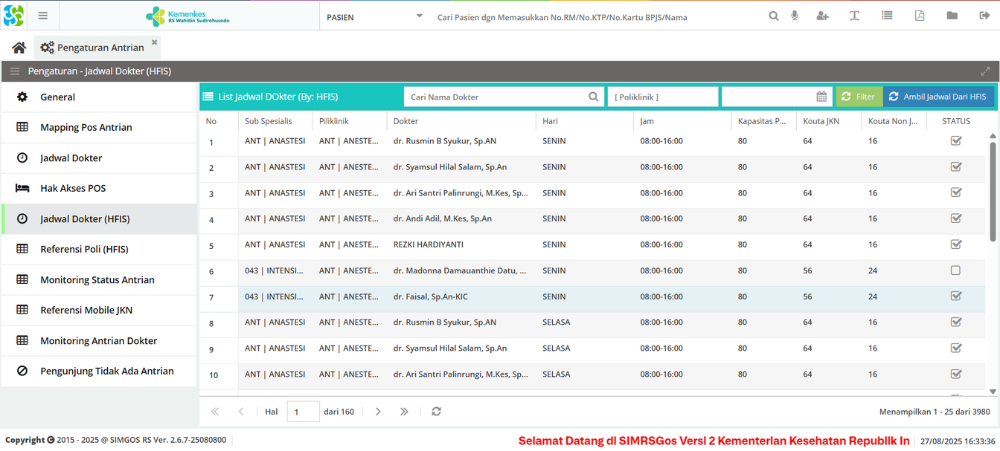 Kemenkes
RS Wahidin Sudirohusodo
PASIEN
Cari Pasien dgn Memasukkan No.RM/No.KTP/No.Kartu BPJS/Nama
Pengaturan Antrian
Pengaturan - Jadwal Dokter (HFIS)
General
Mapping Pos Antrian
Jadwal Dokter
Hak Akses POS
Jadwal Dokter (HFIS)
Referensi Poli (HFIS)
Monitoring Status Antrian
Referensi Mobile JKN
Monitoring Antrian Dokter
Pengunjung Tidak Ada Antrian
List Jadwal DOkter (By: HFIS) Cari Nama Dokter [ Poliklinik ] Filter Ambil Jadwal Dari HFIS
No Sub Spesialis Piliklinik Dokter Hari Jam Kapasitas P... Kouta JKN Kouta Non J... STATUS
1 ANT | ANASTESI ANT | ANESTE... dr. Rusmin B Syukur, Sp.AN SENIN 08:00-16:00 80 64 16
2 ANT | ANASTESI ANT | ANESTE... dr. Syamsul Hilal Salam, Sp.An SENIN 08:00-16:00 80 64 16
3 ANT | ANASTESI ANT | ANESTE... dr. Ari Santri Palinrungi, M.Kes, Sp... SENIN 08:00-16:00 80 64 16
4 ANT | ANASTESI ANT | ANESTE... dr. Andi Adil, M.Kes, Sp.An SENIN 08:00-16:00 80 64 16
5 ANT | ANASTESI ANT | ANESTE... REZKI HARDIYANTI SENIN 08:00-16:00 80 64 16
6 043 | INTENSI... ANT | ANESTE... dr. Madonna Damauanthie Datu, ... SENIN 08:00-16:00 80 56 24
7 043 | INTENSI... ANT | ANESTE... dr. Faisal, Sp.An-KIC SENIN 08:00-16:00 80 56 24
8 ANT | ANASTESI ANT | ANESTE... dr. Rusmin B Syukur, Sp.AN SELASA 08:00-16:00 80 64 16
9 ANT | ANASTESI ANT | ANESTE... dr. Syamsul Hilal Salam, Sp.An SELASA 08:00-16:00 80 64 16
10 ANT | ANASTESI ANT | ANESTE... dr. Ari Santri Palinrungi, M.Kes, Sp... SELASA 08:00-16:00 80 64 16
Hal 1 dari 160 Menampilkan 1 - 25 dari 3980
Copyright © 2015 - 2025 @ SIMGOS RS Ver. 2.6.7-25080800 Selamat Datang di SIMRSGos Versi 2 Kementerian Kesehatan Republik In 27/08/2025 16:33:36